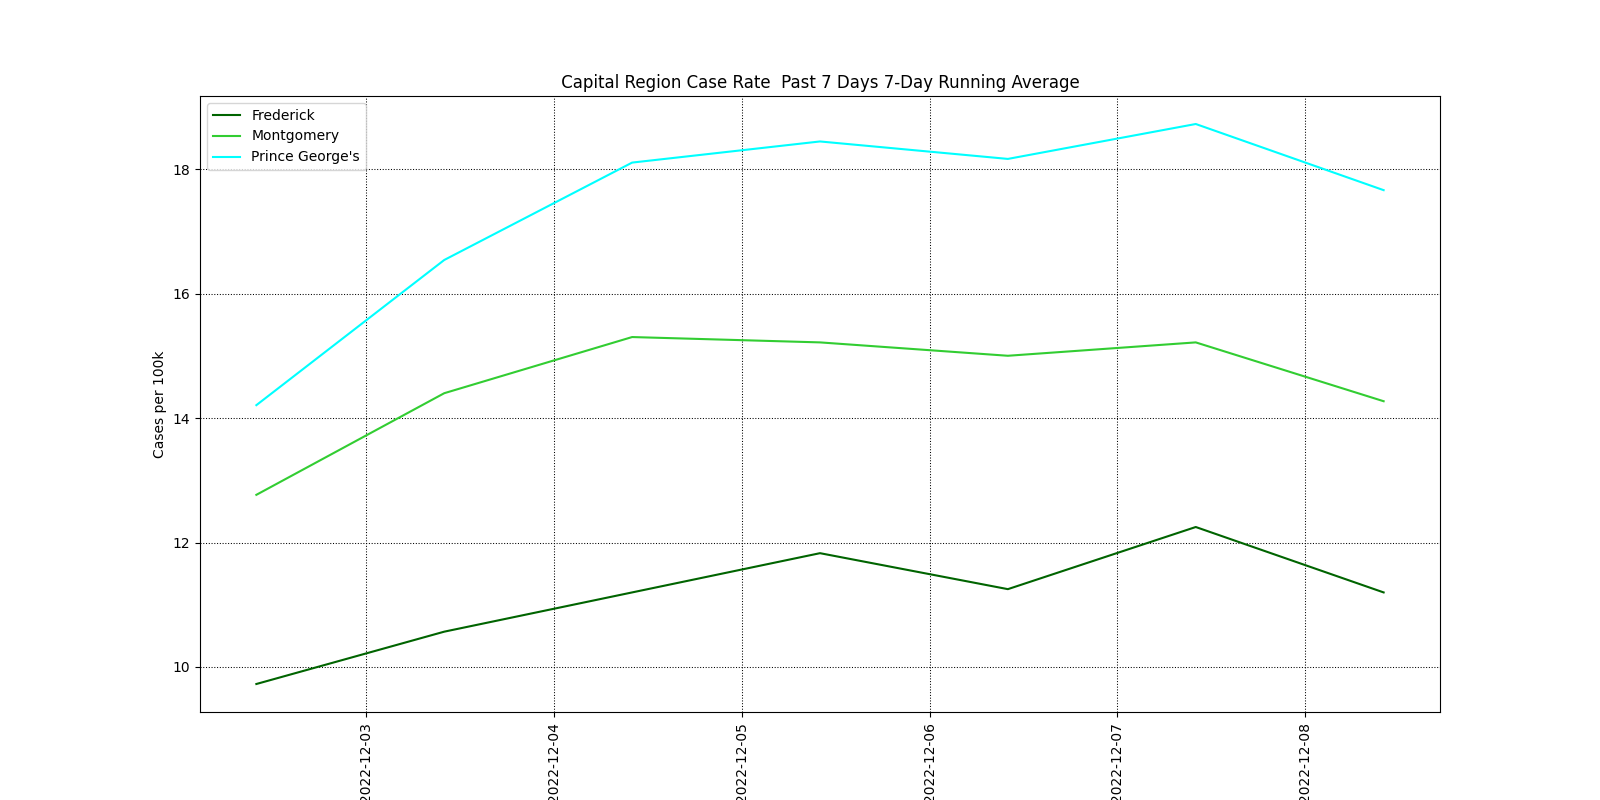 Capital Region Case Rate  Past 7 Days 7-Day Running Average
Frederick
Montgomery
Prince George's
18
16
14
12
10
Cases per 100k
2022-12-03
2022-12-04
2022-12-05
2022-12-06
2022-12-07
2022-12-08